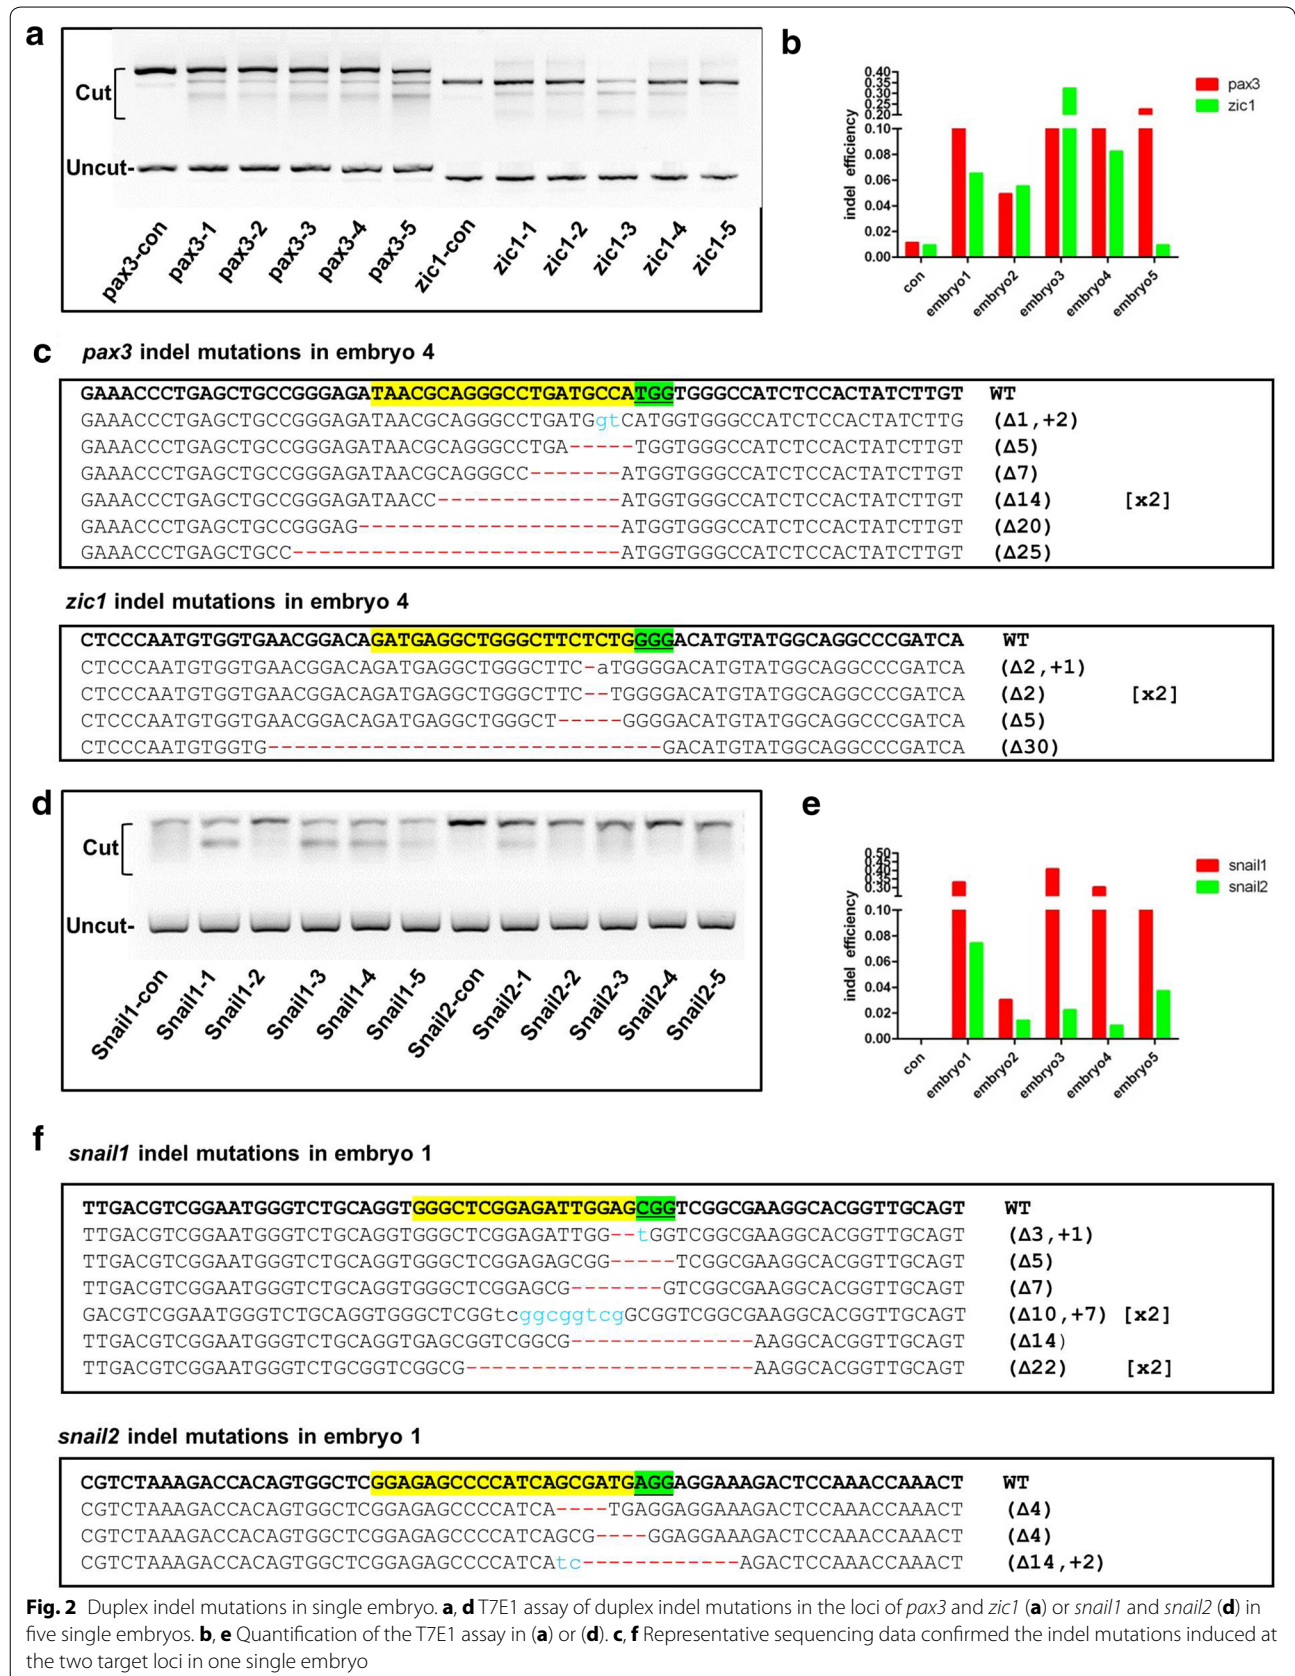 a
Cut
Uncut-
pax3-con
pax3-1
pax3-2
pax3-3
pax3-4
pax3-5
zic1-con
zic1-1
zic1-2
zic1-3
zic1-4
zic1-5
b
indel efficiency
0.40
0.35
0.30
0.25
0.20
0.10
0.08
0.06
0.04
0.02
0.00
con
embryo1
embryo2
embryo3
embryo4
embryo5
pax3
zic1
c pax3 indel mutations in embryo 4
GAAACCCTGAGCTGCCGGGAGATAACGCAGGGCCTGATGCCATGGTGGGCCATCTCCACTATCTTGT WT
GAAACCCTGAGCTGCCGGGAGATAACGCAGGGCCTGATGgtCATGGTGGGCCATCTCCACTATCTTG (Δ1,+2)
GAAACCCTGAGCTGCCGGGAGATAACGCAGGGCCTGA-----TGGTGGGCCATCTCCACTATCTTGT (Δ5)
GAAACCCTGAGCTGCCGGGAGATAACGCAGGGCC-------ATGGTGGGCCATCTCCACTATCTTGT (Δ7)
GAAACCCTGAGCTGCCGGGAGATAACC--------------ATGGTGGGCCATCTCCACTATCTTGT (Δ14) [x2]
GAAACCCTGAGCTGCCGGGAG--------------------ATGGTGGGCCATCTCCACTATCTTGT (Δ20)
GAAACCCTGAGCTGCC-------------------------ATGGTGGGCCATCTCCACTATCTTGT (Δ25)
zic1 indel mutations in embryo 4
CTCCCAATGTGGTGAACGGACAGATGAGGCTGGGCTTCTCTGGGGACATGTATGGCAGGCCCGATCA WT
CTCCCAATGTGGTGAACGGACAGATGAGGCTGGGCTTC-aTGGGGACATGTATGGCAGGCCCGATCA (Δ2,+1)
CTCCCAATGTGGTGAACGGACAGATGAGGCTGGGCTTC--TGGGGACATGTATGGCAGGCCCGATCA (Δ2) [x2]
CTCCCAATGTGGTGAACGGACAGATGAGGCTGGGCT-----GGGGACATGTATGGCAGGCCCGATCA (Δ5)
CTCCCAATGTGGTG------------------------------GACATGTATGGCAGGCCCGATCA (Δ30)
d
Cut
Uncut-
Snail1-con
Snail1-1
Snail1-2
Snail1-3
Snail1-4
Snail1-5
Snail2-con
Snail2-1
Snail2-2
Snail2-3
Snail2-4
Snail2-5
e
indel efficiency
0.50
0.45
0.40
0.35
0.30
0.10
0.08
0.06
0.04
0.02
0.00
con
embryo1
embryo2
embryo3
embryo4
embryo5
snail1
snail2
f snail1 indel mutations in embryo 1
TTGACGTCGGAATGGGTCTGCAGGTGGGCTCGGAGATTGGAGCGGTCGGCGAAGGCACGGTTGCAGT WT
TTGACGTCGGAATGGGTCTGCAGGTGGGCTCGGAGATTGG--tGGTCGGCGAAGGCACGGTTGCAGT (Δ3,+1)
TTGACGTCGGAATGGGTCTGCAGGTGGGCTCGGAGAGCGG-----TCGGCGAAGGCACGGTTGCAGT (Δ5)
TTGACGTCGGAATGGGTCTGCAGGTGGGCTCGGAGCG-------GTCGGCGAAGGCACGGTTGCAGT (Δ7)
GACGTCGGAATGGGTCTGCAGGTGGGCTCGGtcggcggtcgGCGGTCGGCGAAGGCACGGTTGCAGT (Δ10,+7) [x2]
TTGACGTCGGAATGGGTCTGCAGGTGAGCGGTCGGCG--------------AAGGCACGGTTGCAGT (Δ14)
TTGACGTCGGAATGGGTCTGCGGTCGGCG----------------------AAGGCACGGTTGCAGT (Δ22) [x2]
snail2 indel mutations in embryo 1
CGTCTAAAGACCACAGTGGCTCGGAGAGCCCCATCAGCGATGAGGAGGAAAGACTCCAAACCAAACT WT
CGTCTAAAGACCACAGTGGCTCGGAGAGCCCCATCA----TGAGGAGGAAAGACTCCAAACCAAACT (Δ4)
CGTCTAAAGACCACAGTGGCTCGGAGAGCCCCATCAGCG----GGAGGAAAGACTCCAAACCAAACT (Δ4)
CGTCTAAAGACCACAGTGGCTCGGAGAGCCCCATCAtc------------AGACTCCAAACCAAACT (Δ14,+2)
Fig. 2 Duplex indel mutations in single embryo. a, d T7E1 assay of duplex indel mutations in the loci of pax3 and zic1 (a) or snail1 and snail2 (d) in
five single embryos. b, e Quantification of the T7E1 assay in (a) or (d). c, f Representative sequencing data confirmed the indel mutations induced at
the two target loci in one single embryo